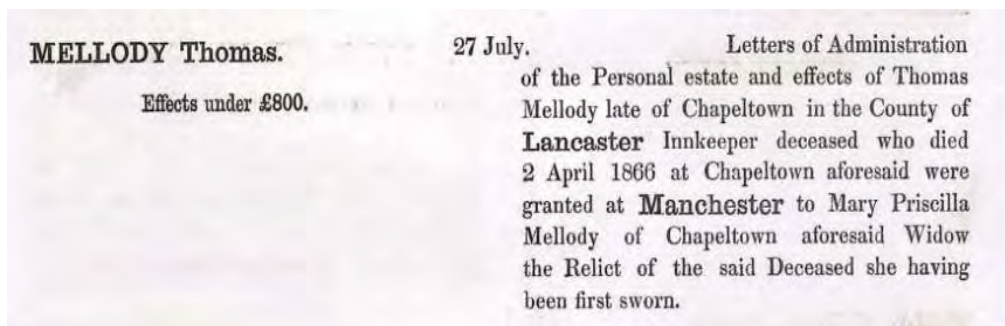 MELLODY Thomas.
Effects under £800.
27 July. Letters of Administration
of the Personal estate and effects of Thomas
Mellody late of Chapeltown in the County of
Lancaster Innkeeper deceased who died
2 April 1866 at Chapeltown aforesaid were
granted at Manchester to Mary Priscilla
Mellody of Chapeltown aforesaid Widow
the Relict of the said Deceased she having
been first sworn.